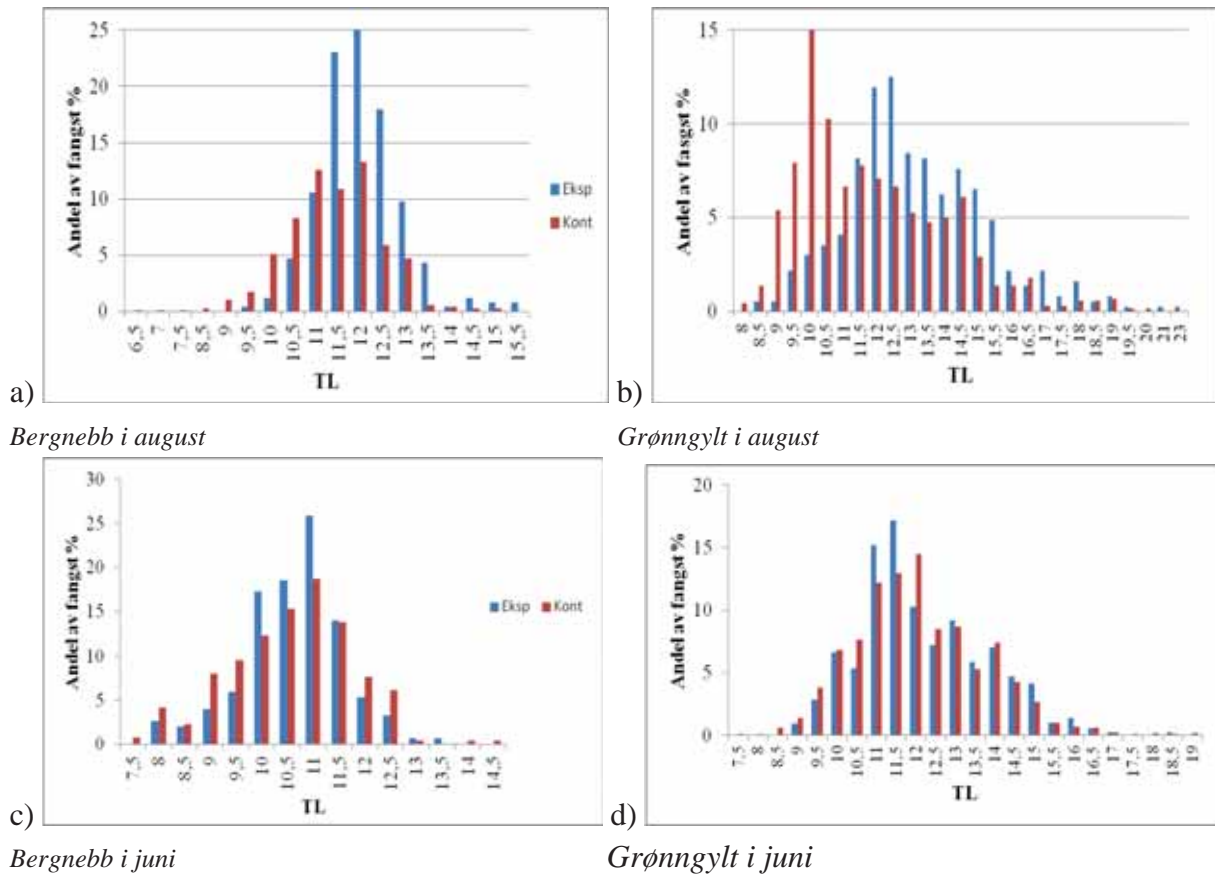 25
20
15
10
5
0
Andel av fangst %
6,5 7 7,5 8,5 9 9,5 10 10,5 11 11,5 12 12,5 13 13,5 14 14,5 15 15,5
TL
Eksp
Kont
a)
Bergnebb i august
15
10
5
0
Andel av fasgst %
8 8,5 9 9,5 10 10,5 11 11,5 12 12,5 13 13,5 14 14,5 15 15,5 16 16,5 17 17,5 18 18,5 19 19,5 20 21 23
TL
b)
Grønngylt i august
30
25
20
15
10
5
0
Andel av fangst %
7,5 8 8,5 9 9,5 10 10,5 11 11,5 12 12,5 13 13,5 14 14,5
TL
Eksp Kont
c)
Bergnebb i juni
20
15
10
5
0
Andel av fangst %
7,5 8 8,5 9 9,5 10 10,5 11 11,5 12 12,5 13 13,5 14 14,5 15 15,5 16 16,5 17 17,5 18 18,5 19
TL
d)
Grønngylt i juni